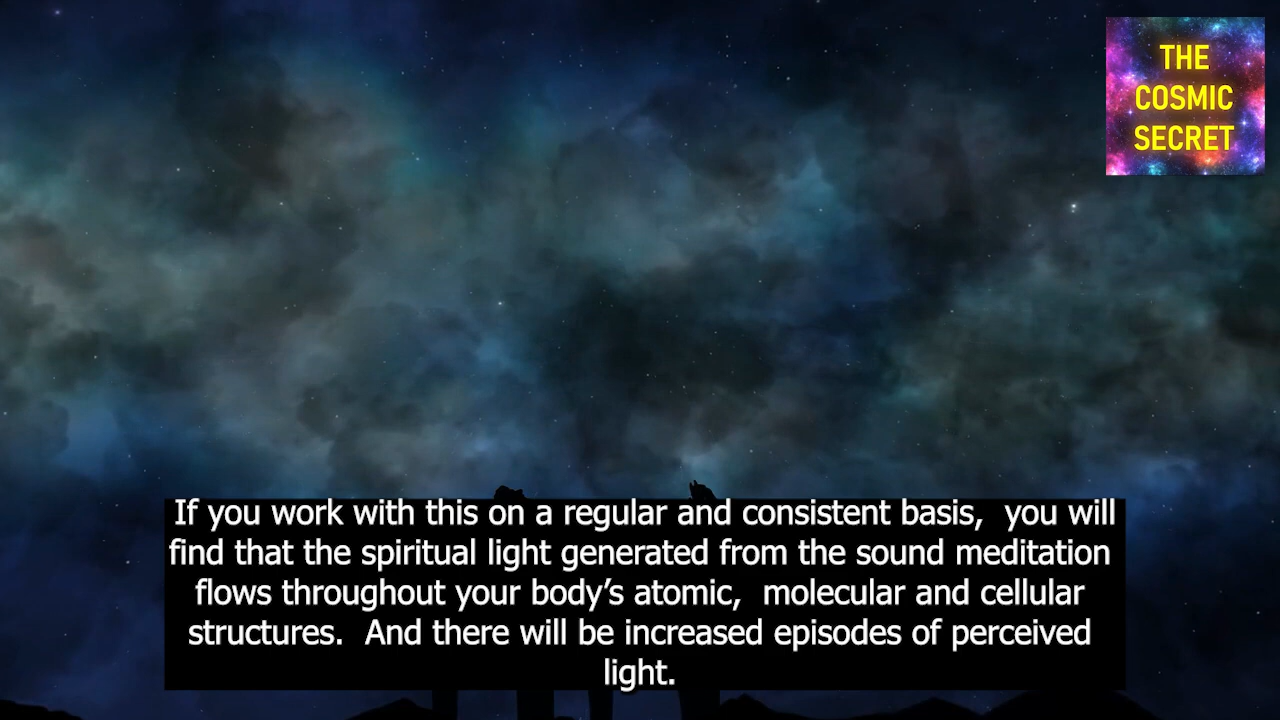 THE
COSMIC
SECRET
If you work with this on a regular and consistent basis,  you will
find that the spiritual light generated from the sound meditation
flows throughout your body’s atomic,  molecular and cellular
structures.  And there will be increased episodes of perceived
light.